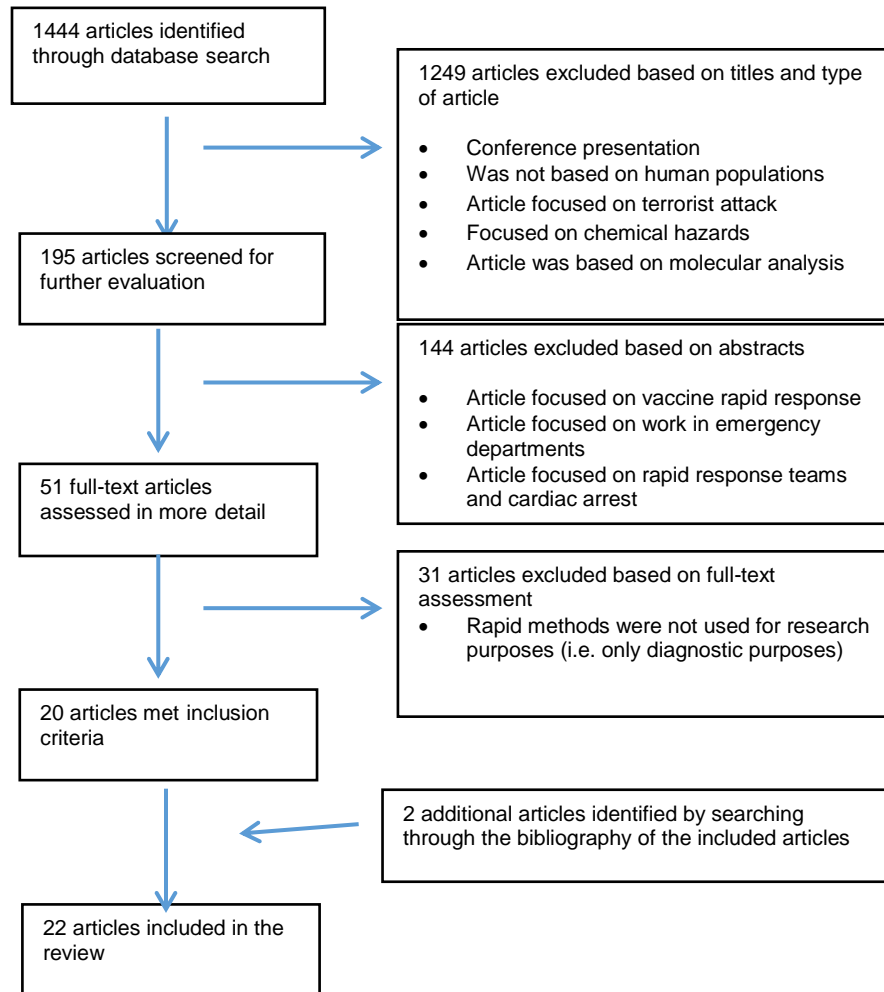 1444 articles identified
through database search
1249 articles excluded based on titles and type
of article
• Conference presentation
• Was not based on human populations
• Article focused on terrorist attack
• Focused on chemical hazards
• Article was based on molecular analysis
195 articles screened for
further evaluation
144 articles excluded based on abstracts
• Article focused on vaccine rapid response
• Article focused on work in emergency
departments
• Article focused on rapid response teams
and cardiac arrest
51 full-text articles
assessed in more detail
31 articles excluded based on full-text
assessment
• Rapid methods were not used for research
purposes (i.e. only diagnostic purposes)
20 articles met inclusion
criteria
2 additional articles identified by searching
through the bibliography of the included articles
22 articles included in the
review